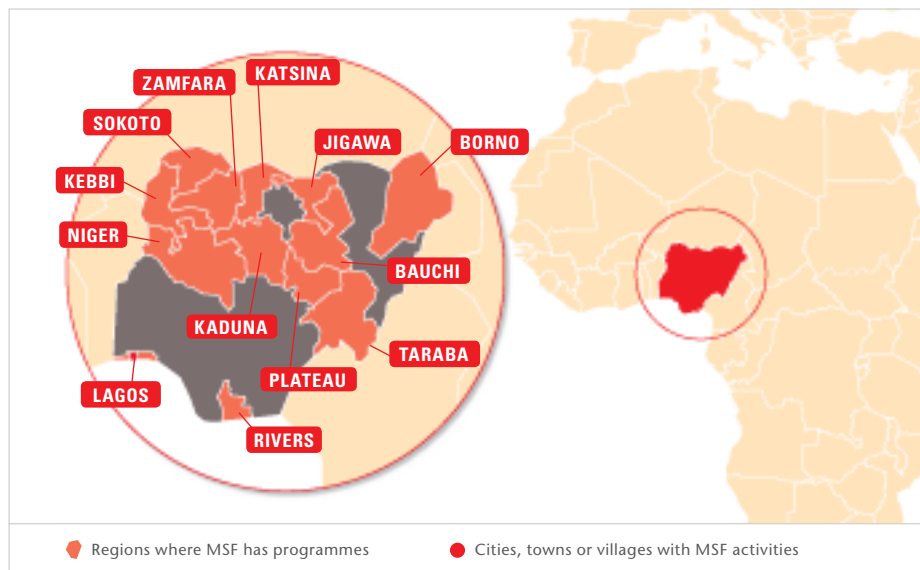 KATSINA
ZAMFARA
SOKOTO
JIGAWA
BORNO
KEBBI
NIGER
BAUCHI
KADUNA
TARABA
PLATEAU
LAGOS
RIVERS
Regions where MSF has programmes
Cities, towns or villages with MSF activities